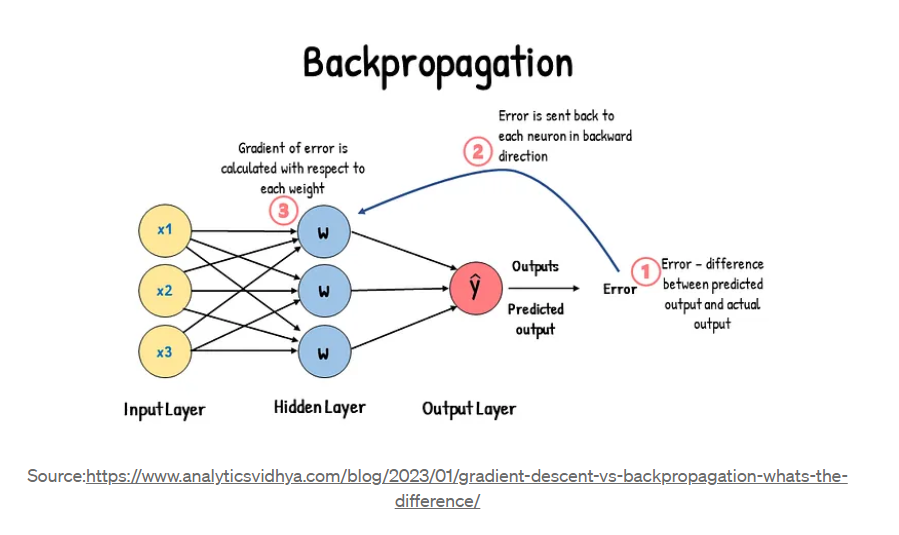 Backpropagation
Error is sent back to
each neuron in backward
direction
2
Gradient of error is
calculated with respect to
each weight
3
x1
x2
x3
w
w
w
ŷ
Outputs
Predicted
output
Error
1
Error - difference
between predicted
output and actual
output
Input Layer
Hidden Layer
Output Layer
Source:https://www.analyticsvidhya.com/blog/2023/01/gradient-descent-vs-backpropagation-whats-the-
difference/